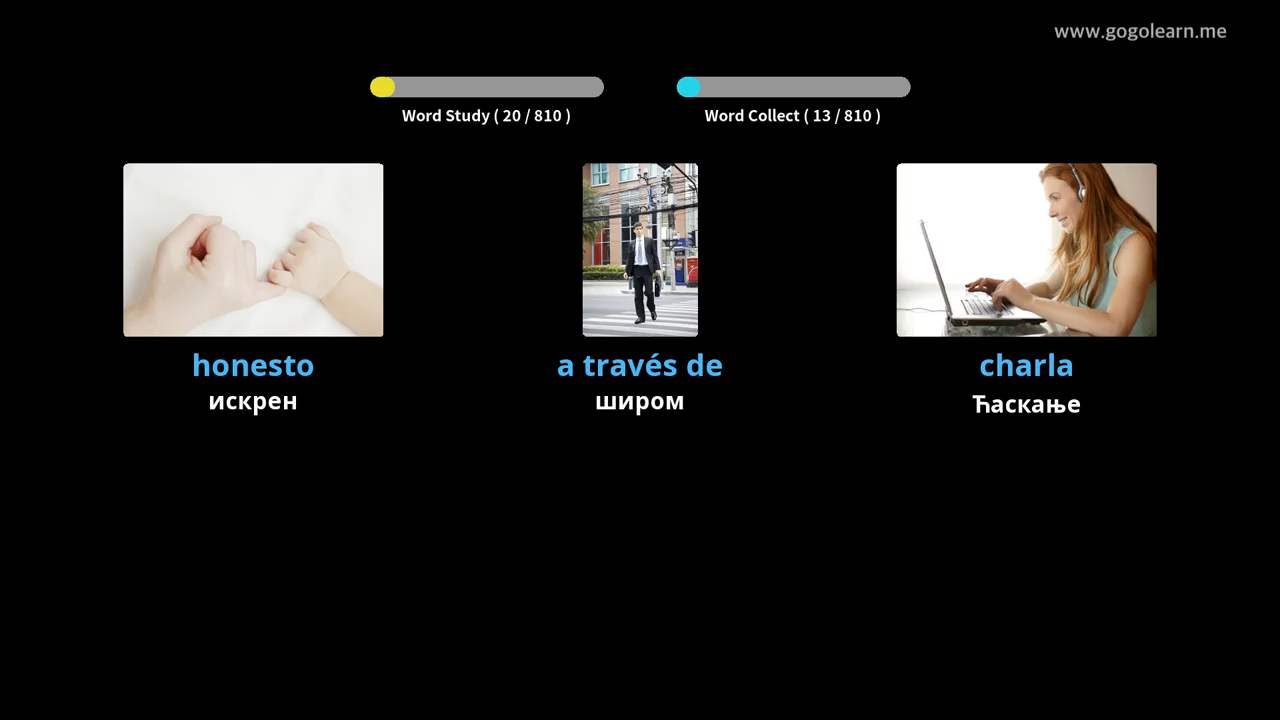 www.gogolearn.me
Word Study ( 20 / 810 )
Word Collect ( 13 / 810 )
honesto
a través de
charla
искрен
широм
Ћаскање